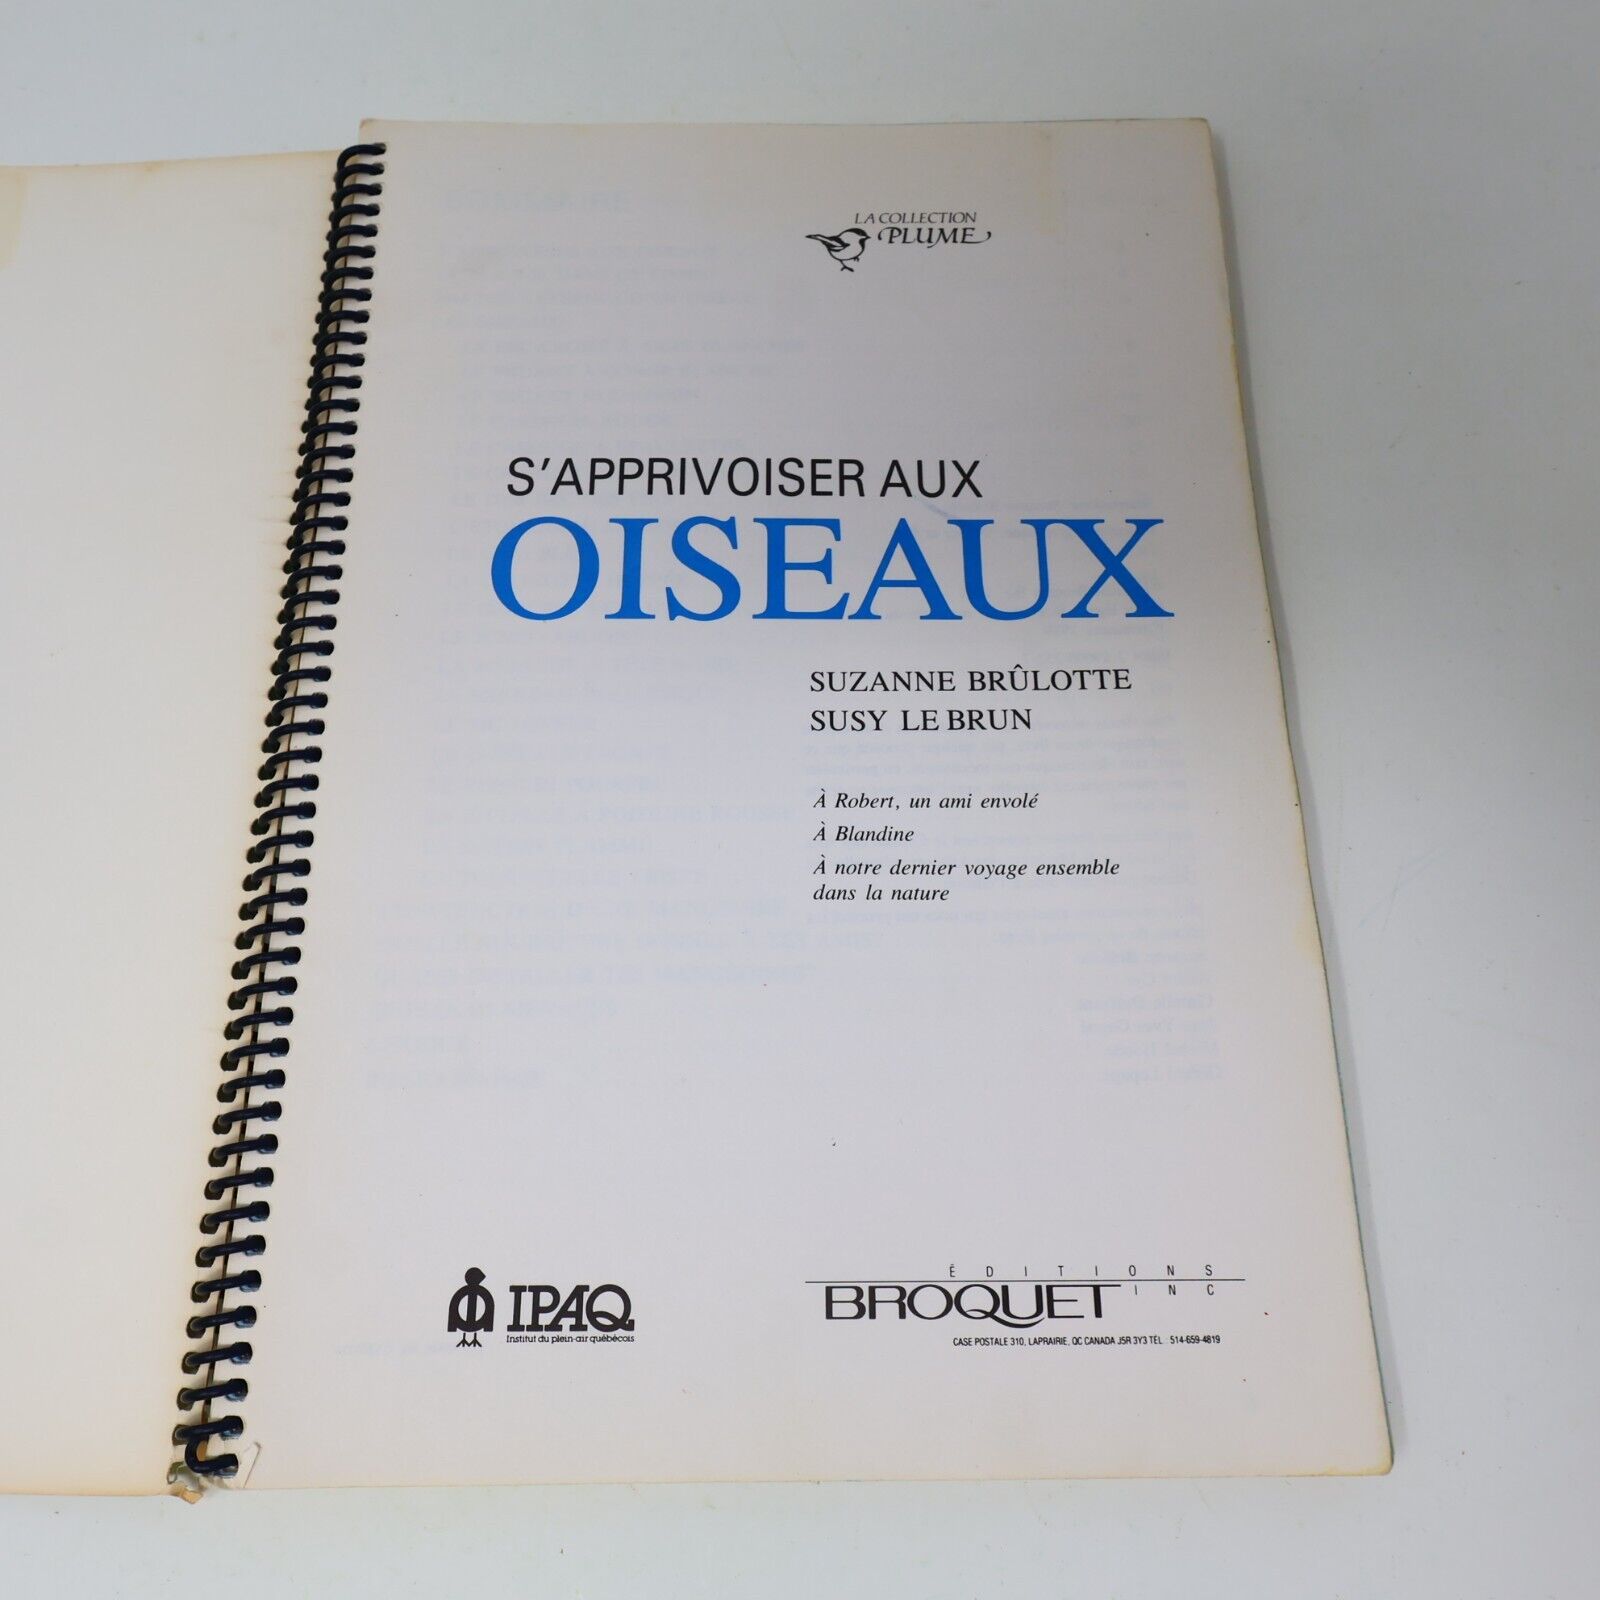 LA COLLECTION
PLUME
S'APPRIVOISER AUX
OISEAUX
SUZANNE BRÛLOTTE
SUSY LE BRUN
À Robert, un ami envolé
À Blandine
À notre dernier voyage ensemble
dans la nature
IPAQ
Institut du plein-air québécois
ÉDITIONS
BROQUET INC
CASE POSTALE 310, LAPRAIRIE, QC CANADA J5R 3Y3 TÉL.: 514-659-4819